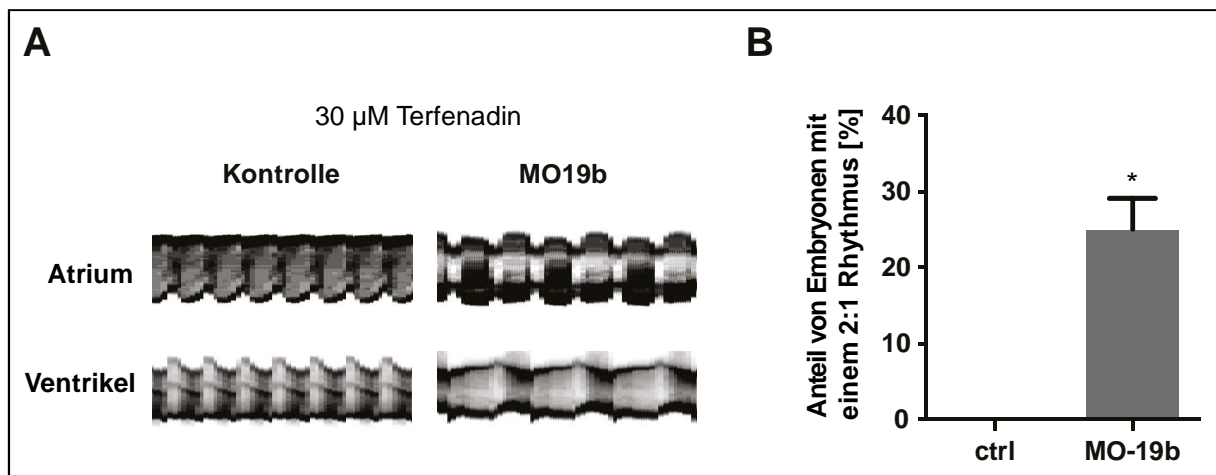 A
30 µM Terfenadin
Kontrolle
MO19b
Atrium
Ventrikel
B
Anteil von Embryonen mit
einem 2:1 Rhythmus [%]
40
30
20
10
0
*
ctrl
MO-19b